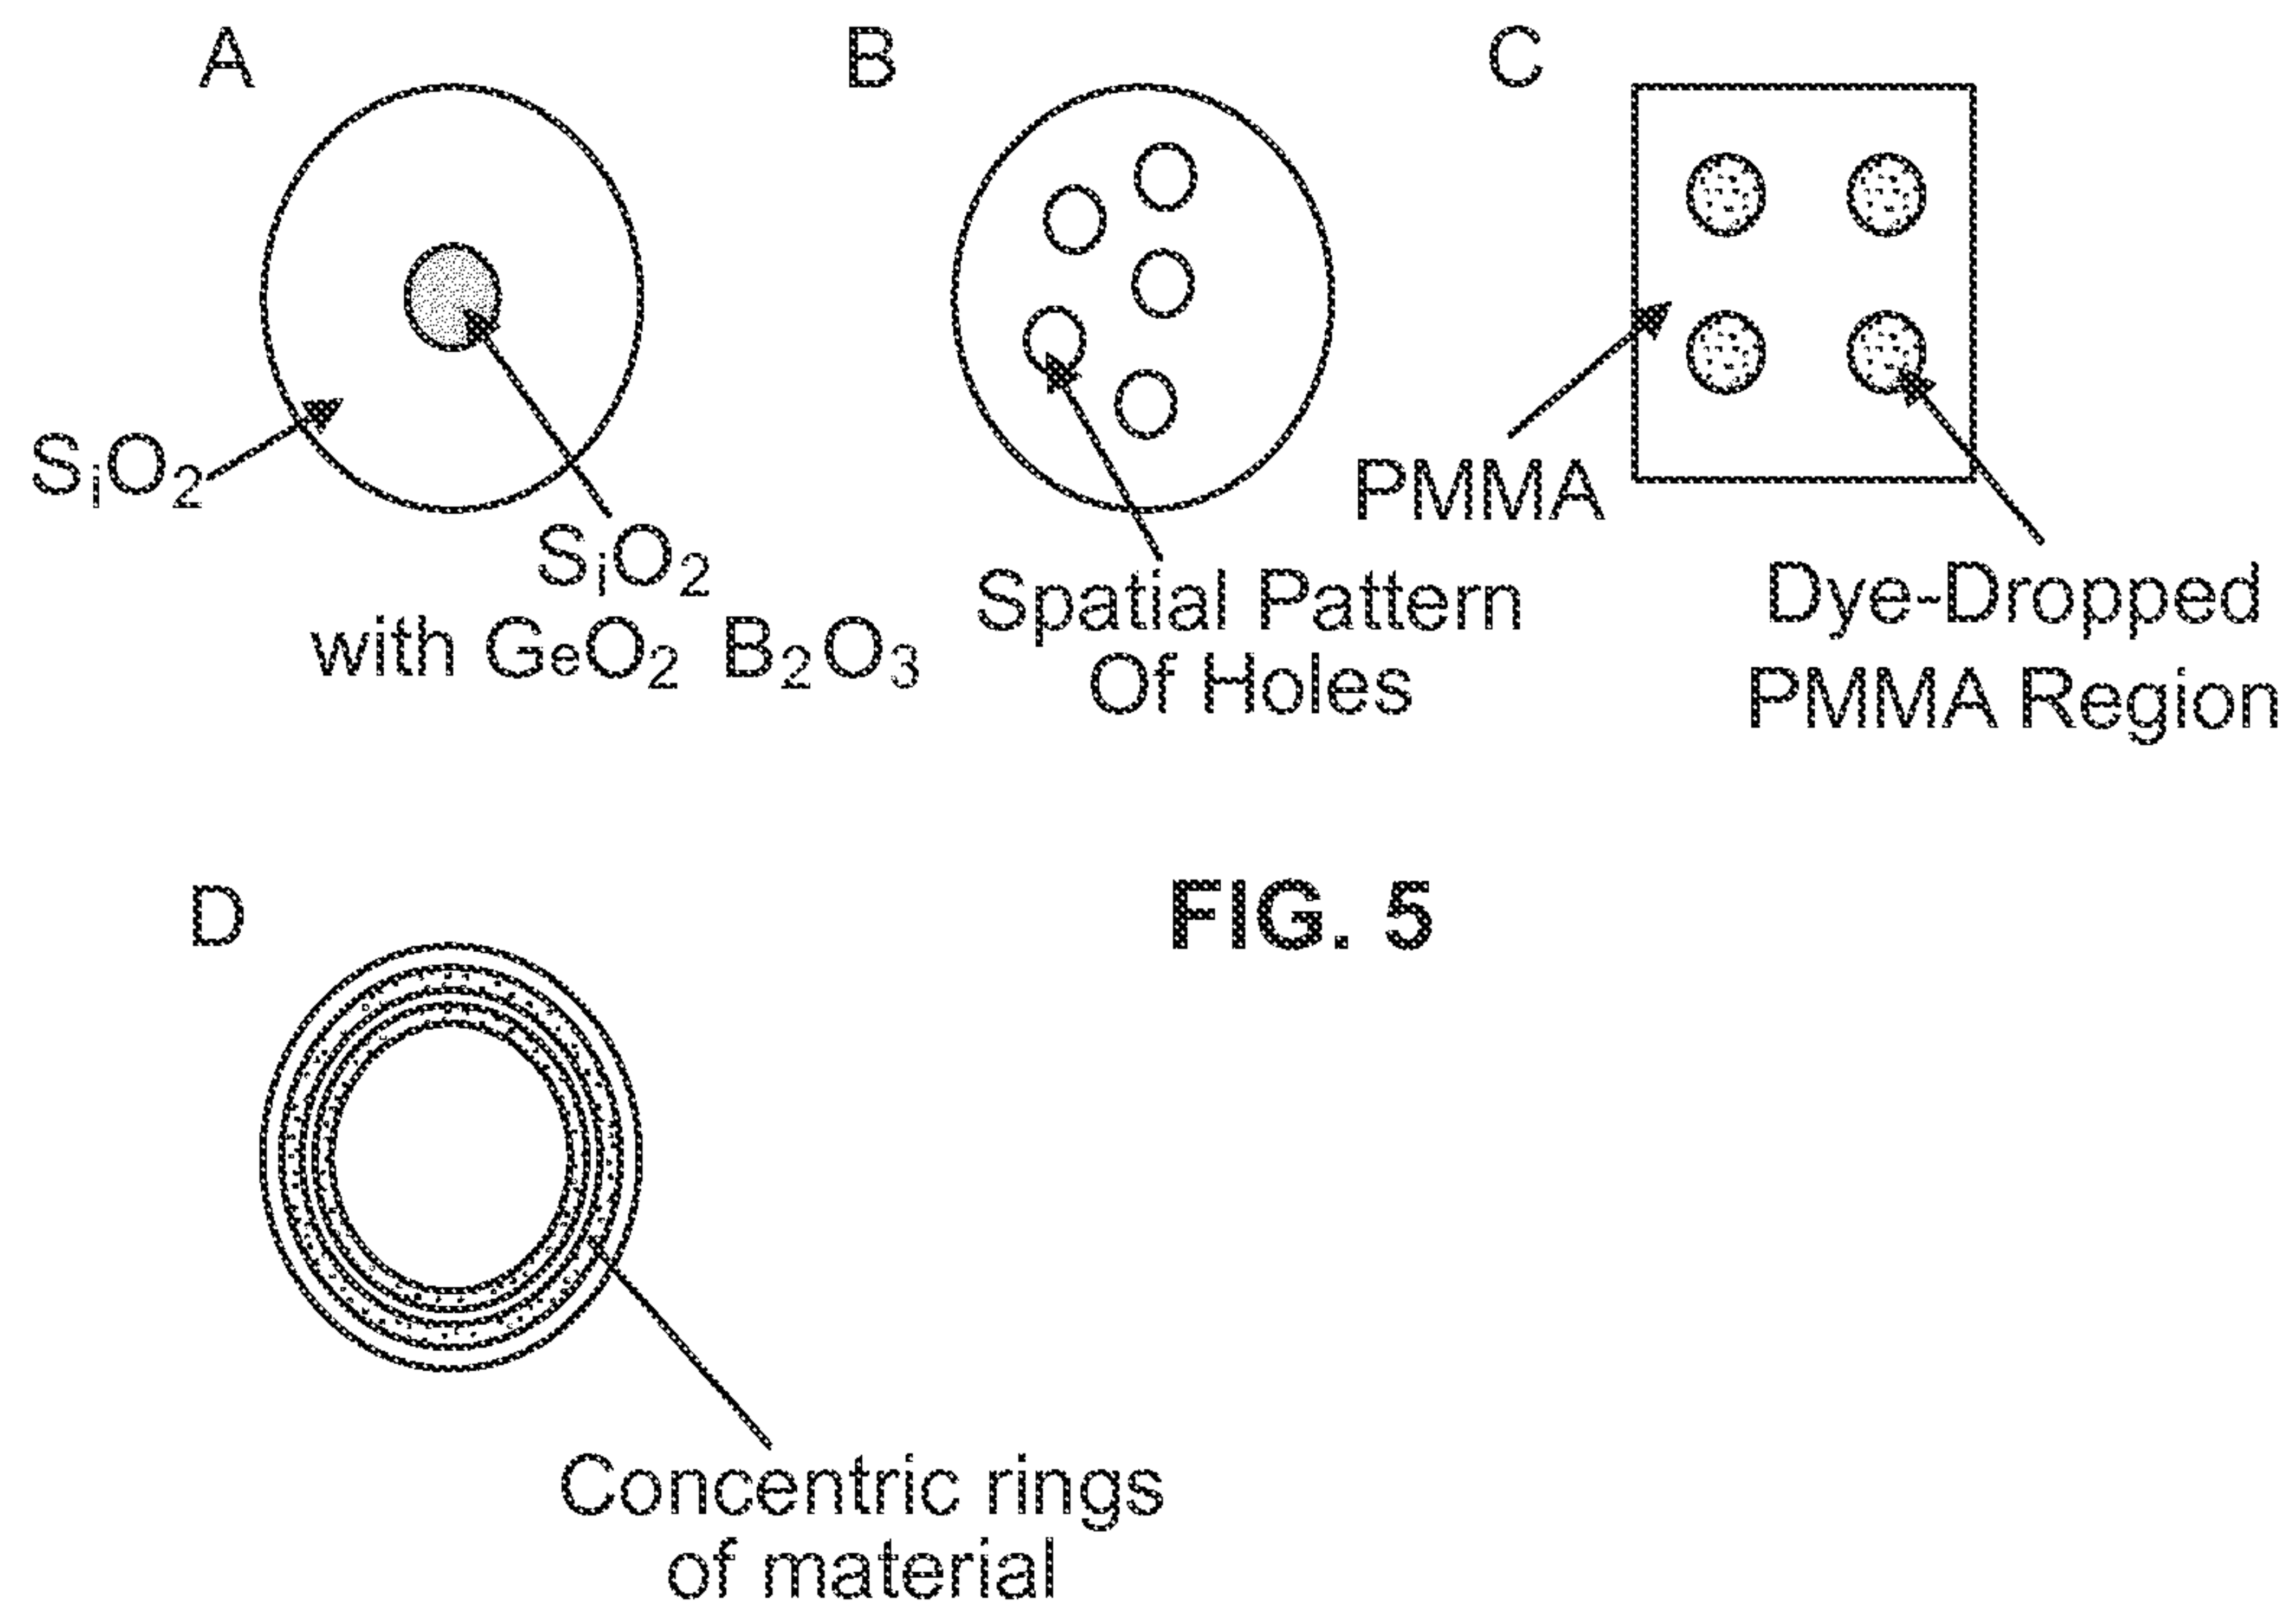 A
B
C
SiO2
SiO2
with GeO2 B2O3
Spatial Pattern
Of Holes
PMMA
Dye-Dropped
PMMA Region
D
FIG. 5
Concentric rings
of material